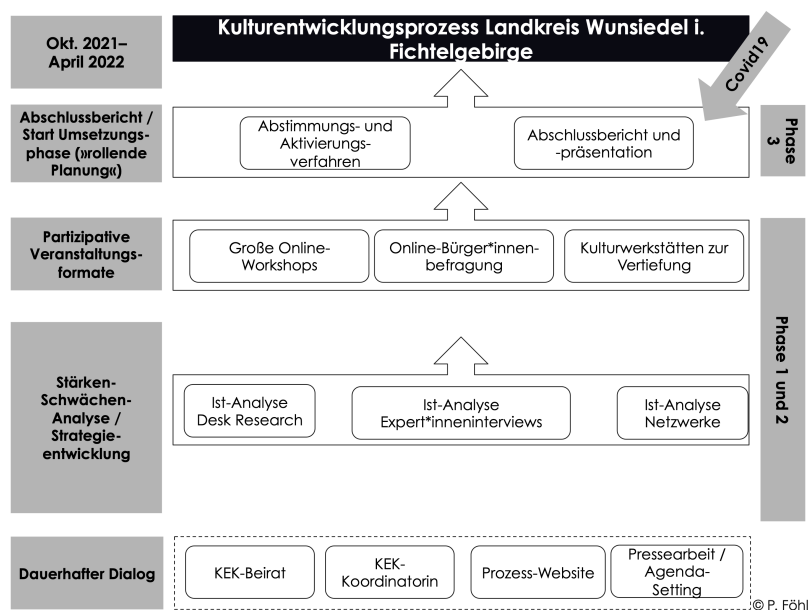 Okt. 2021–
April 2022
Kulturentwicklungsprozess Landkreis Wunsiedel i.
Fichtelgebirge
Covid19
Abschlussbericht /
Start Umsetzungs-
phase (»rollende
Planung«)
Abstimmungs- und
Aktivierungs-
verfahren
Abschlussbericht und
-präsentation
Phase
3
Partizipative
Veranstaltungs-
formate
Große Online-
Workshops
Online-Bürger*innen-
befragung
Kulturwerkstätten zur
Vertiefung
Phase 1 und 2
Stärken-
Schwächen-
Analyse /
Strategie-
entwicklung
Ist-Analyse
Desk Research
Ist-Analyse
Expert*inneninterviews
Ist-Analyse
Netzwerke
Dauerhafter Dialog
KEK-Beirat
KEK-
Koordinatorin
Prozess-Website
Pressearbeit /
Agenda-
Setting
© P. Föhl